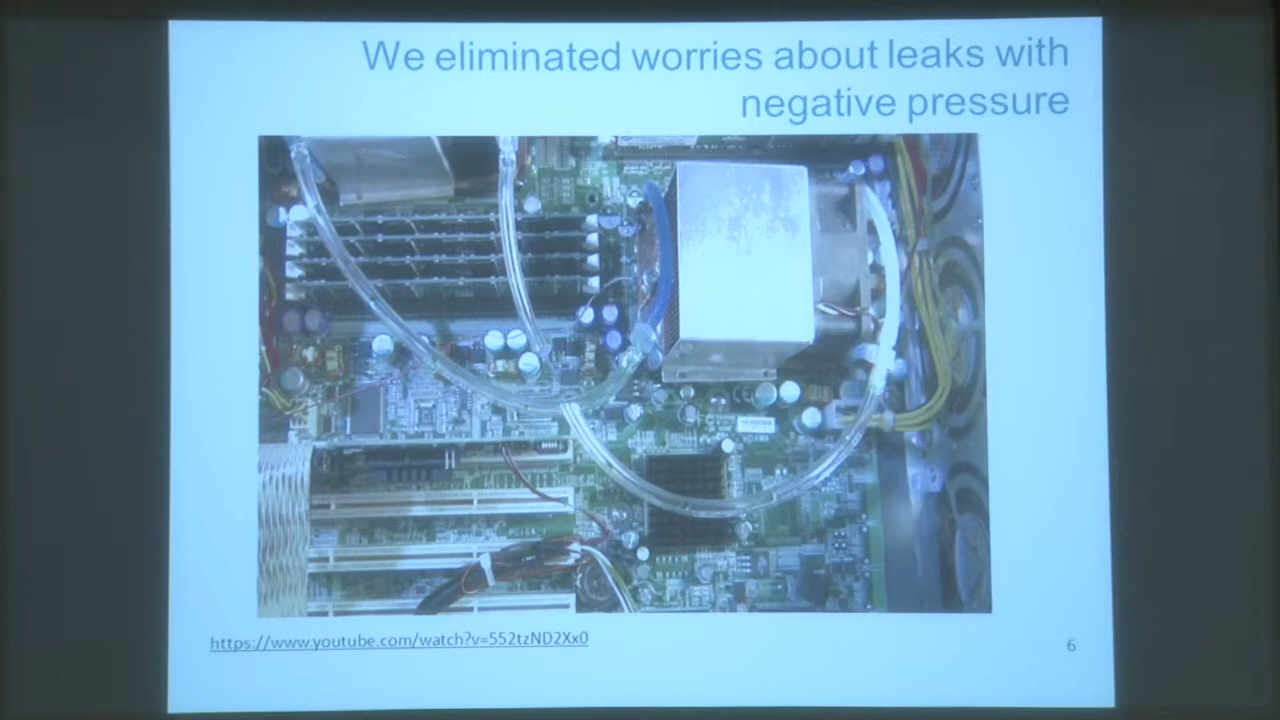 We eliminated worries about leaks with
negative pressure
https://www.youtube.com/watch?v=552tzND2Xx0
6